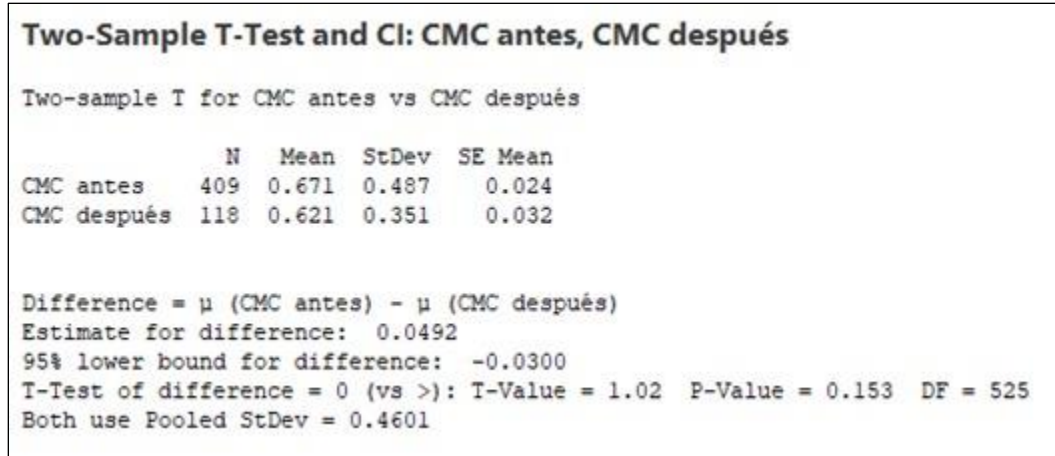 Two-Sample T-Test and CI: CMC antes, CMC después
Two-sample T for CMC antes vs CMC después
N Mean StDev SE Mean
CMC antes 409 0.671 0.487 0.024
CMC después 118 0.621 0.351 0.032
Difference = μ (CMC antes) - μ (CMC después)
Estimate for difference: 0.0492
95% lower bound for difference: -0.0300
T-Test of difference = 0 (vs >): T-Value = 1.02 P-Value = 0.153 DF = 525
Both use Pooled StDev = 0.4601